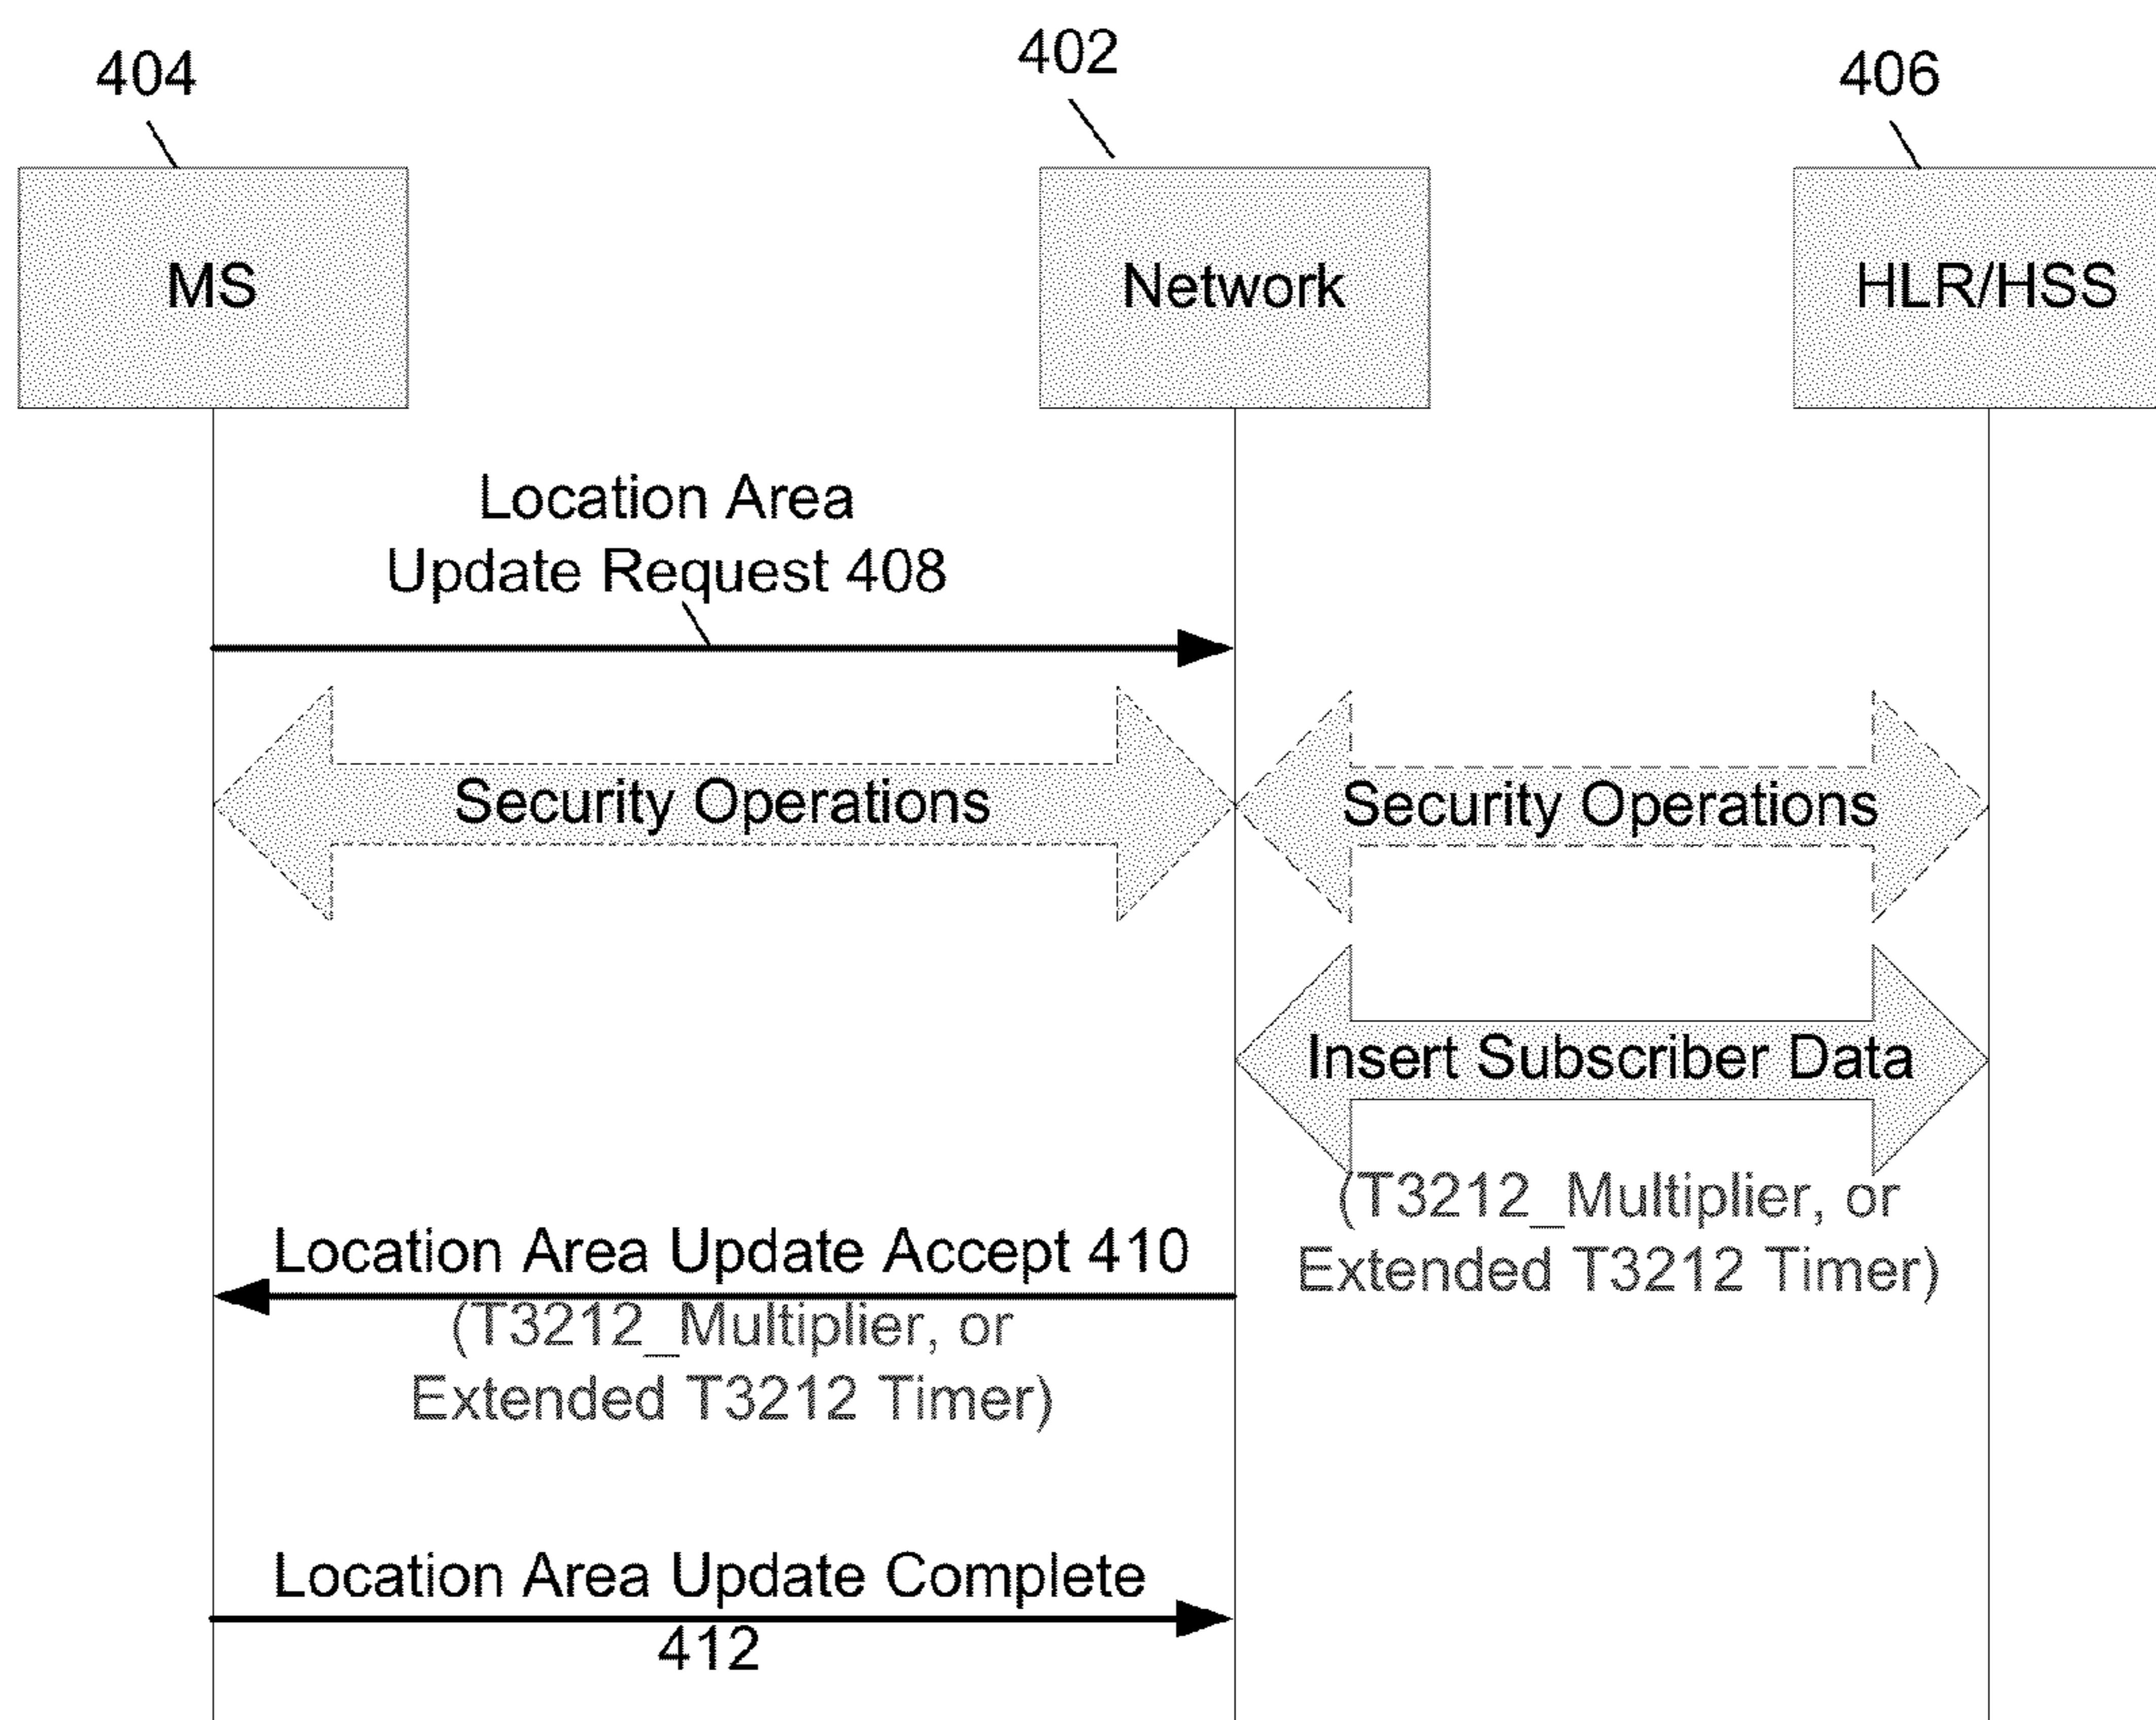 404
402
406
MS
Network
HLR/HSS
Location Area
Update Request 408
Security Operations
Security Operations
Insert Subscriber Data
(T3212_Multiplier, or
Extended T3212 Timer)
Location Area Update Accept 410
(T3212_Multiplier, or
Extended T3212 Timer)
Location Area Update Complete
412